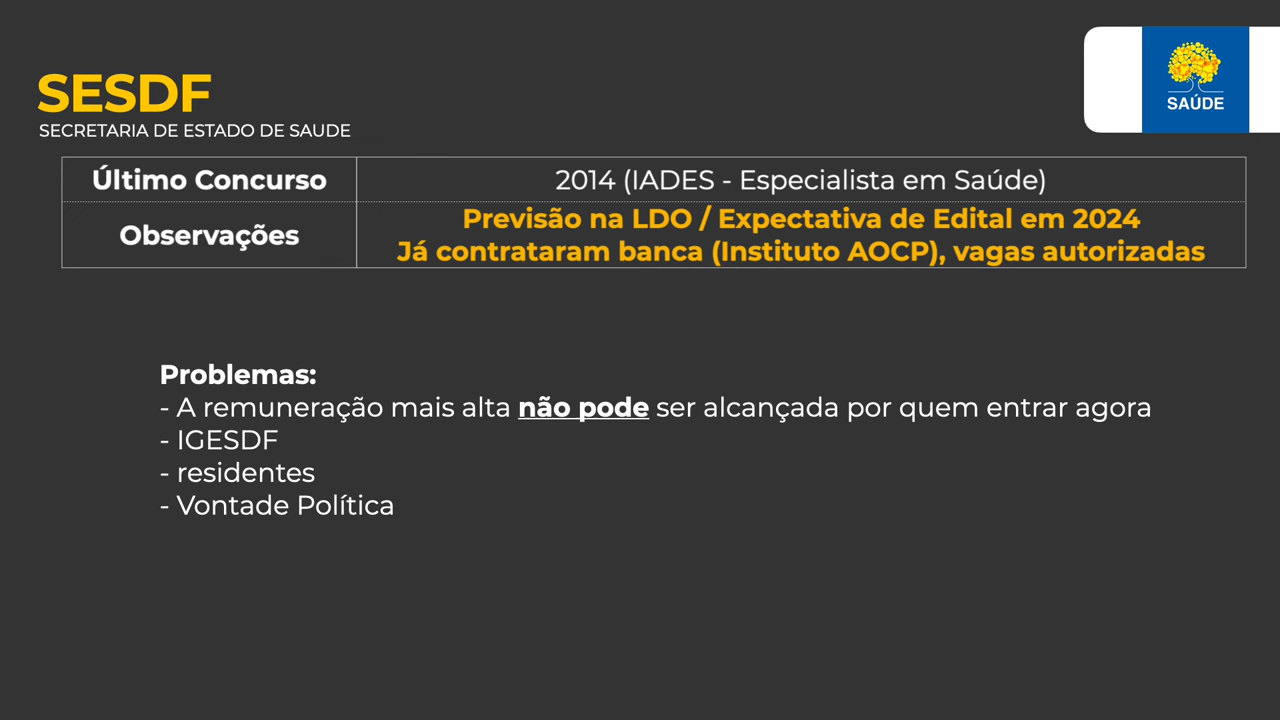 SESDF
SECRETARIA DE ESTADO DE SAUDE
SAÚDE
Último Concurso
2014 (IADES - Especialista em Saúde)
Observações
Previsão na LDO / Expectativa de Edital em 2024
Já contrataram banca (Instituto AOCP), vagas autorizadas
Problemas:
- A remuneração mais alta não pode ser alcançada por quem entrar agora
- IGESDF
- residentes
- Vontade Política